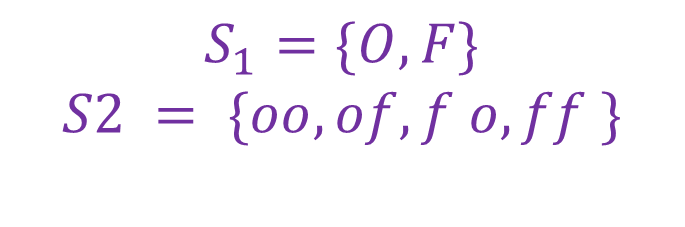 S₁ = {O, F}
S2 = {oo, of, f o, ff }